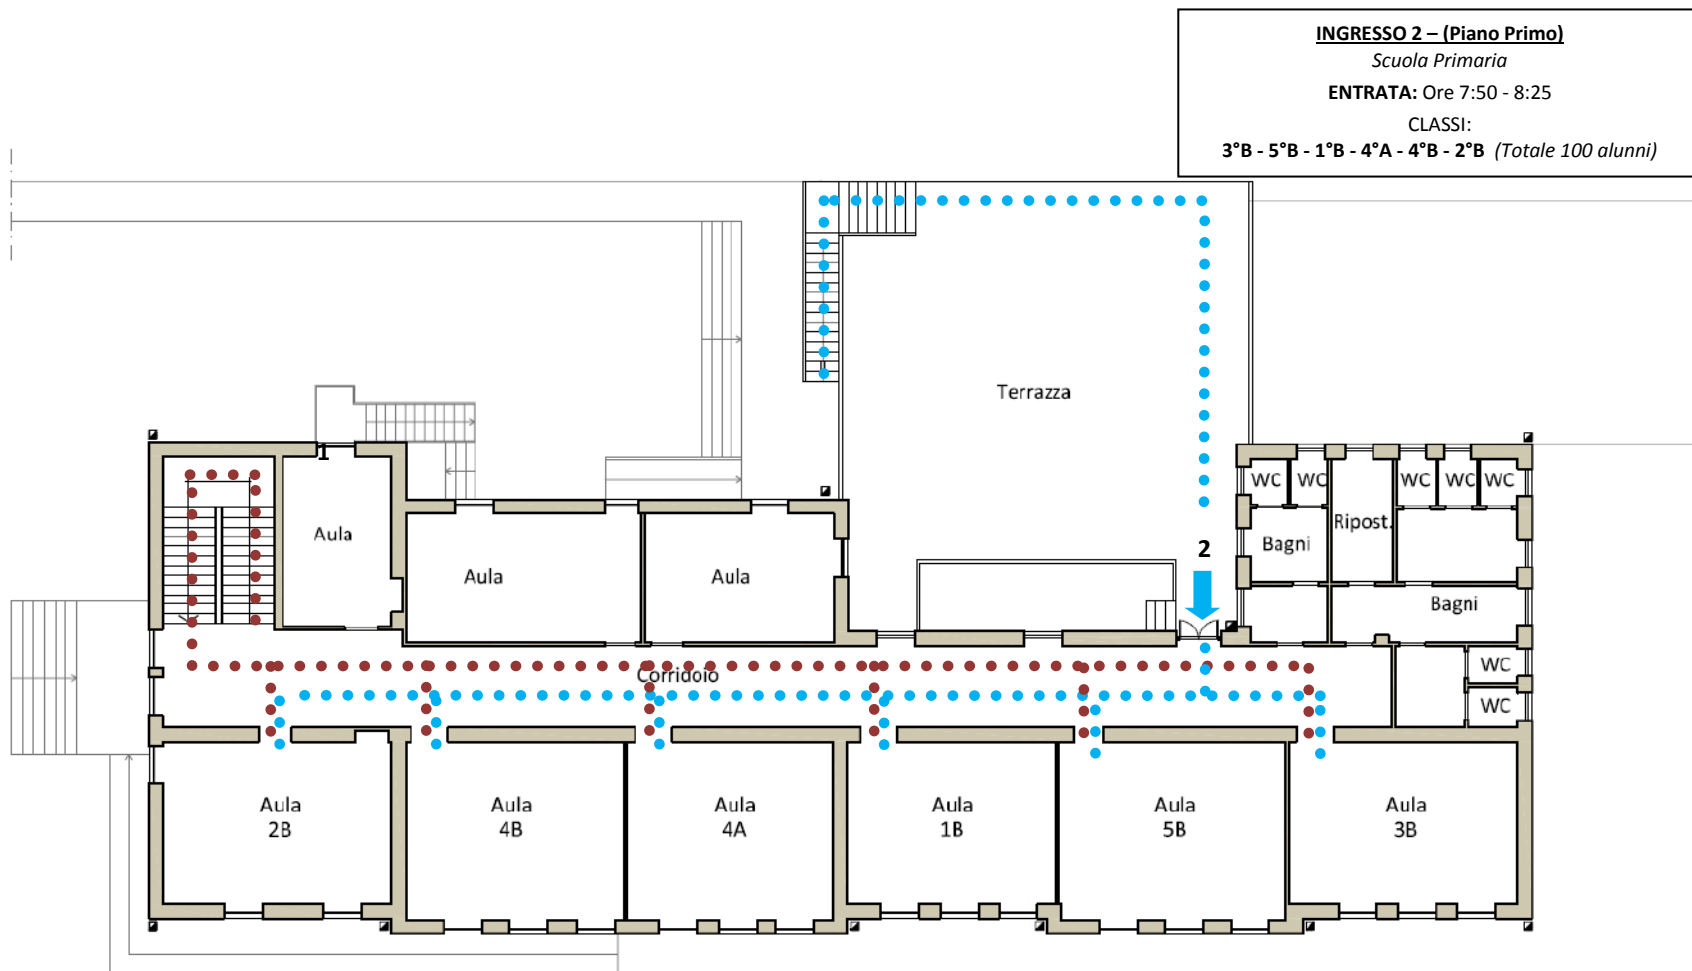 INGRESSO 2 – (Piano Primo)
Scuola Primaria
ENTRATA: Ore 7:50 - 8:25
CLASSI:
3°B - 5°B - 1°B - 4°A - 4°B - 2°B (Totale 100 alunni)
Terrazza
1
WC
WC
WC
WC
WC
Ripost.
Aula
Bagni
2
Aula
Aula
Bagni
Corridoio
WC
WC
Aula
2B
Aula
4B
Aula
4A
Aula
1B
Aula
5B
Aula
3B